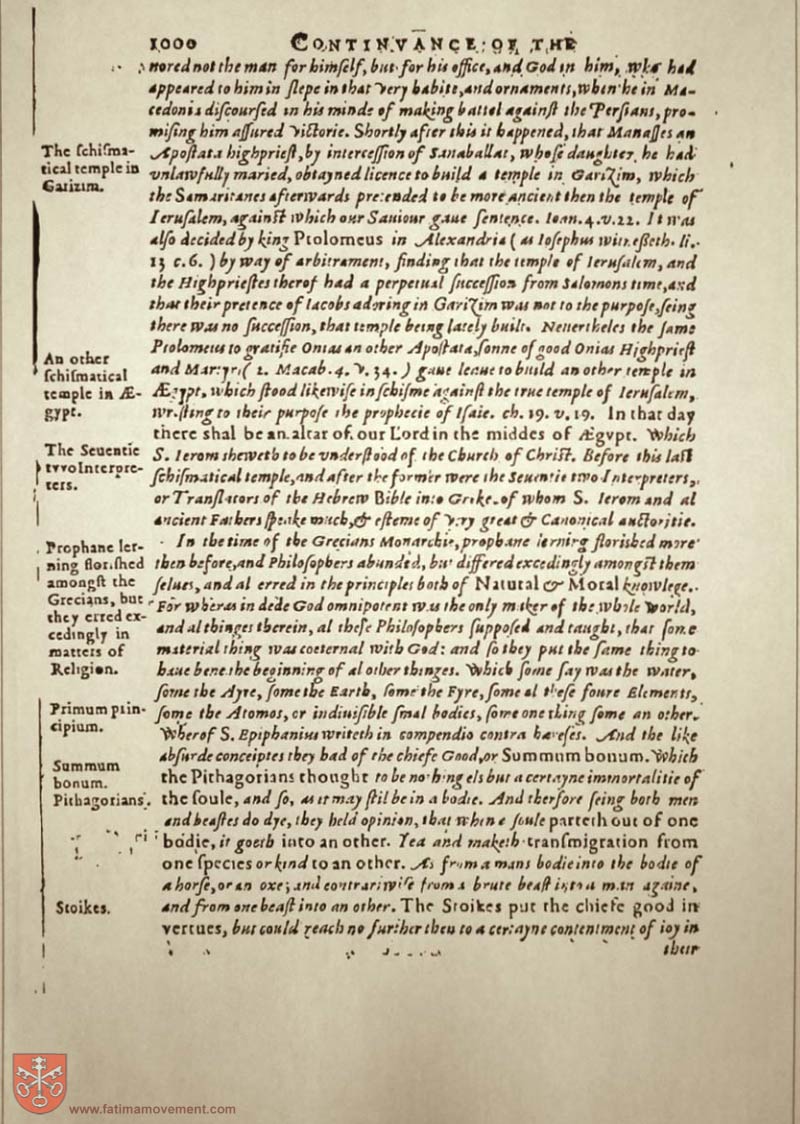 1000 CONTINVANCE OF THE
nored not the man for himſelf, but for his office, and God in him, who had
appeared to him in ſlepe in that very habite, and ornaments, when he in Ma-
cedonia diſcourſed in his minde of making battel againſt the Perſians, pro-
miſing him aſſured victorie. Shortly after this it happened, that Manaſſes an
Apoſtata highprieſt, by interceſſion of Sanaballat, whoſe daughter he had
vnlawfully maried, obtayned licence to build a temple in Garizim, which
the Samaritanes afterwards pretended to be more ancient then the temple of
Ieruſalem, againſt which our Sauiour gaue ſentence. Ioan. 4. v. 22. It was
alſo decided by king Ptolomeus in Alexandria (as Ioſephus witneſſeth. li.
13 c. 6.) by way of arbitrament, finding that the temple of Ieruſalem, and
the Highprieſtes therof had a perpetual ſucceſſion from Salomons time, and
that their pretence of Iacobs adoring in Garizim was not to the purpoſe, ſeing
there was no ſucceſſion, that temple being lately built. Neuertheles the ſame
Ptolometus to gratifie Onias an other Apoſtata, ſonne of good Onias Highprieſt
and Martyr (2. Macab. 4. v. 34.) gaue leaue to build an other temple in
Ægypt, which ſtood likewiſe in ſchiſme againſt the true temple of Ieruſalem,
wreſting to their purpoſe the prophecie of Iſaie. ch. 19. v. 19. In that day
there shal be an altar of our Lord in the middes of Ægypt. Which
S. Ierom sheweth to be vnderſtood of the Church of Chriſt. Before this laſt
ſchiſmatical temple, and after the former were the Seuentie two Interpreters,
or Tranſlators of the Hebrew Bible into Greke. of whom S. Ierom and al
ancient Fathers ſpeake much, & eſteme of very great & Canonical auctoritie.
In the time of the Grecians Monarchie, prophane lerning florished more
then before, and Philoſophers abunded, but differed excedingly amongſt them
ſelues, and al erred in the principles both of Natural & Moral knowlege.
For wheras in dede God omnipotent was the only maker of the whole world,
and al thinges therein, al theſe Philoſophers ſuppoſed and taught, that ſome
material thing was coeternal with God: and ſo they put the ſame thing to
haue bene the beginning of al other thinges. Which ſome ſay was the water,
ſome the Ayre, ſome the Earth, ſome the Fyre, ſome al theſe foure Elements,
ſome the Atomos, or indiuiſible ſmal bodies, ſome one thing ſome an other.
Wherof S. Epiphanius writeth in compendio contra hæreſes. And the like
abſurde conceiptes they had of the chiefe Good, or Summum bonum. Which
the Pithagorians thought to be nothing els but a certayne immortalitie of
the ſoule, and ſo, as it may ſtil be in a bodie. And therfore ſeing both men
and beaſtes do dye, they held opinion, that when a ſoule parteth out of one
bodie, it goeth into an other. Yea and maketh tranſmigration from
one ſpecies or kind to an other. As from a mans bodie into the bodie of
a horſe, or an oxe; and contrariwiſe from a brute beaſt into a man againe,
and from one beaſt into an other. The Stoikes put the chiefe good in
vertues, but could reach no further then to a certayne contentment of ioy in
their
The ſchiſma-
tical temple in
Garizim.
An other
ſchiſmatical
temple in Æ-
gypt.
The Seuentie
tvvo Interpre-
ters.
Prophane ler-
ning floriſhed
amongſt the
Grecians, but
they erred ex-
cedingly in
matters of
Religion.
Primum prin-
cipium.
Summum
bonum.
Pithagorians.
Stoikes.
www.fatimamovement.com